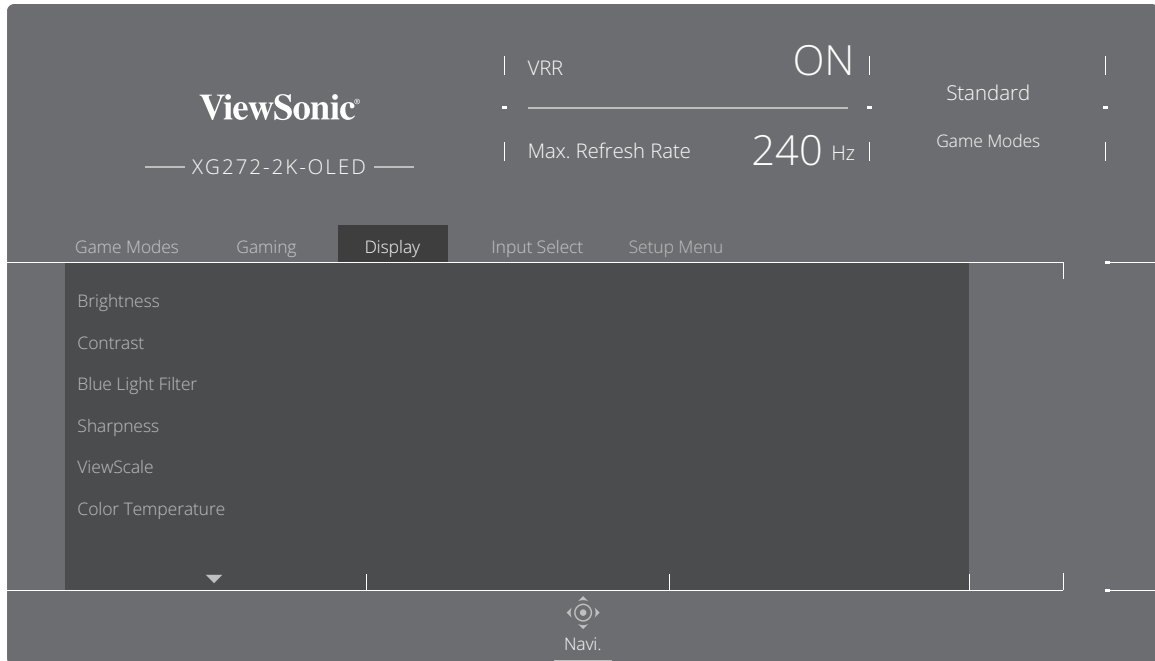 ViewSonic®
XG272-2K-OLED
VRR ON
Max. Refresh Rate 240 Hz
Standard
Game Modes
Game Modes Gaming Display Input Select Setup Menu
Brightness
Contrast
Blue Light Filter
Sharpness
ViewScale
Color Temperature
Navi.